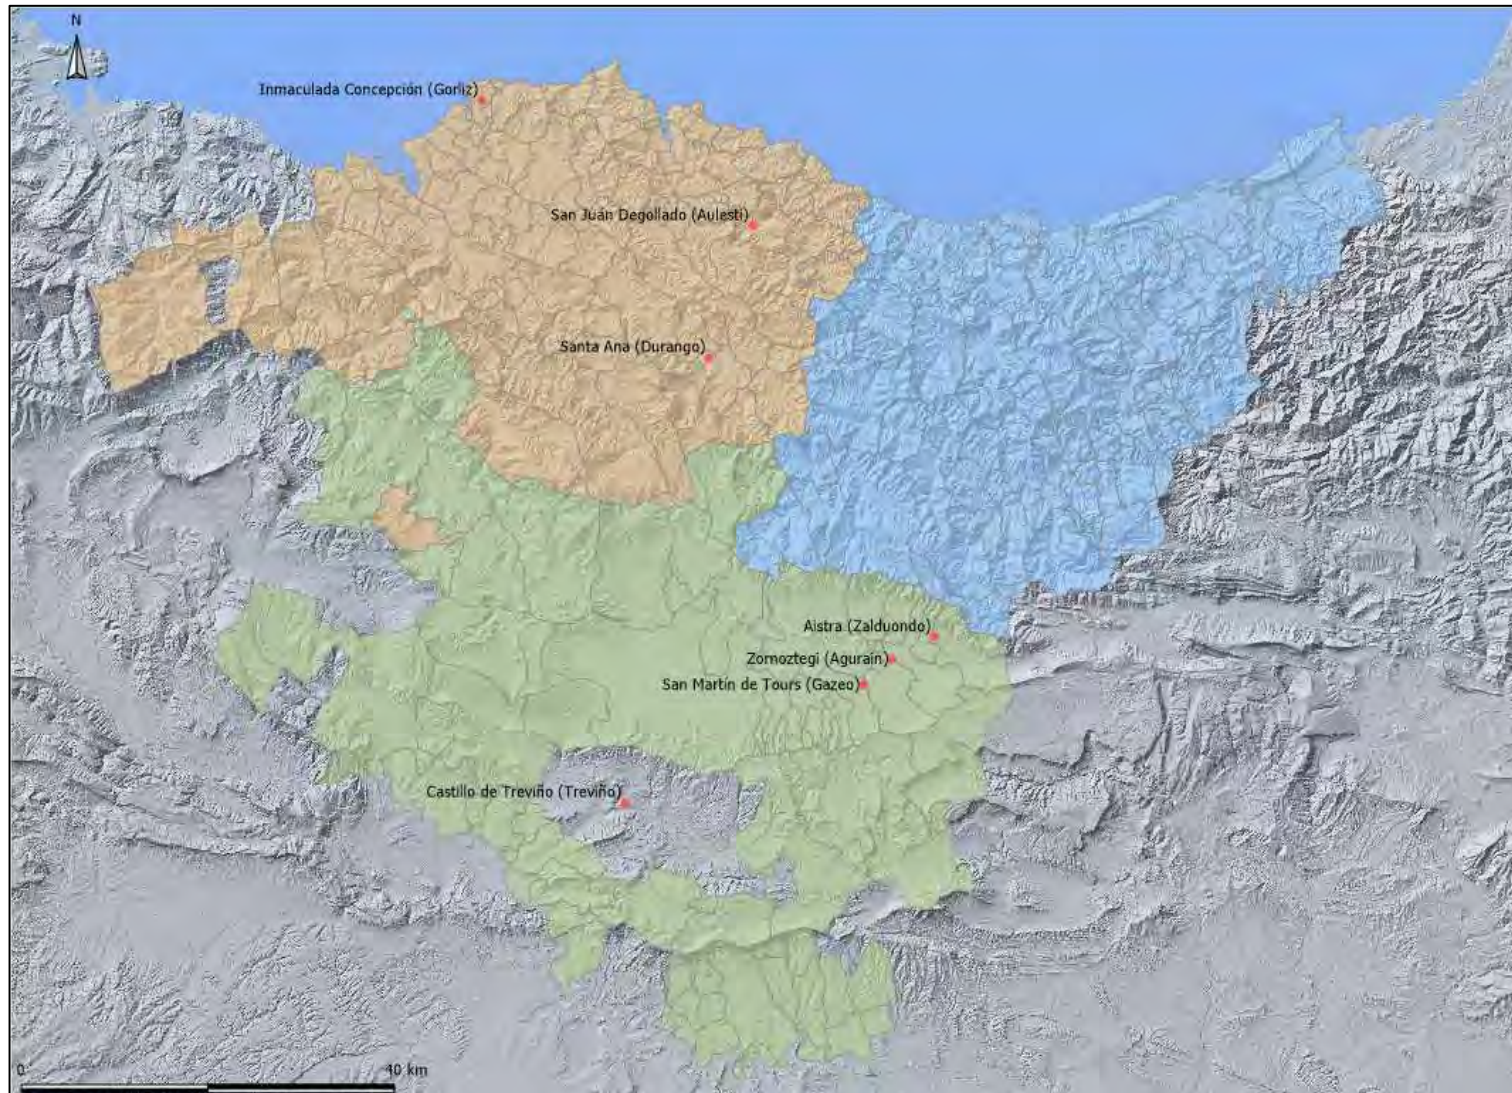 N
Inmaculada Concepción (Gorliz)
San Juan Degollado (Aulesti)
Santa Ana (Durango)
Aistra (Zalduondo)
Zornoztegi (Agurain)
San Martín de Tours (Gazeo)
Castillo de Treviño (Treviño)
0 40 km